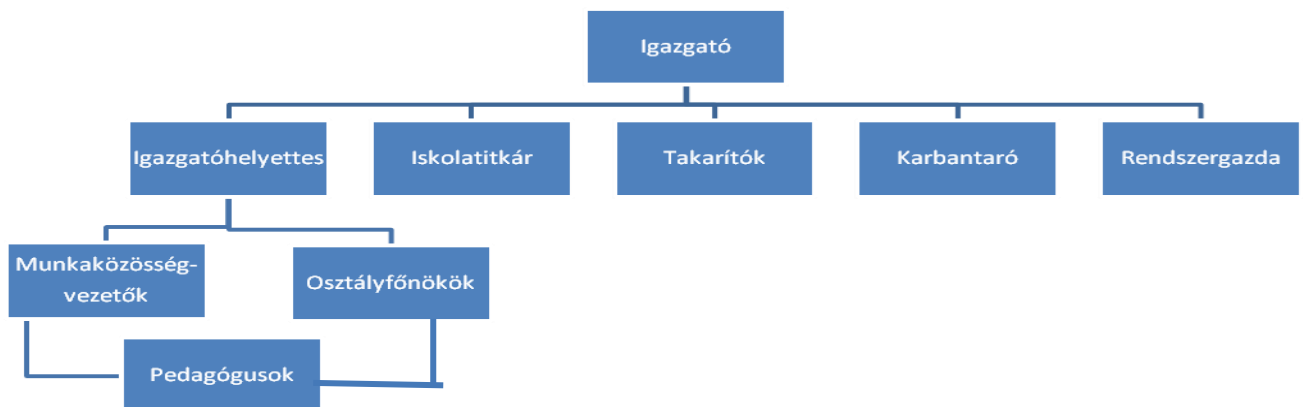 Igazgató
Igazgatóhelyettes
Iskolatitkár
Takarítók
Karbantaró
Rendszergazda
Munkaközösség-
vezetők
Osztályfőnökök
Pedagógusok